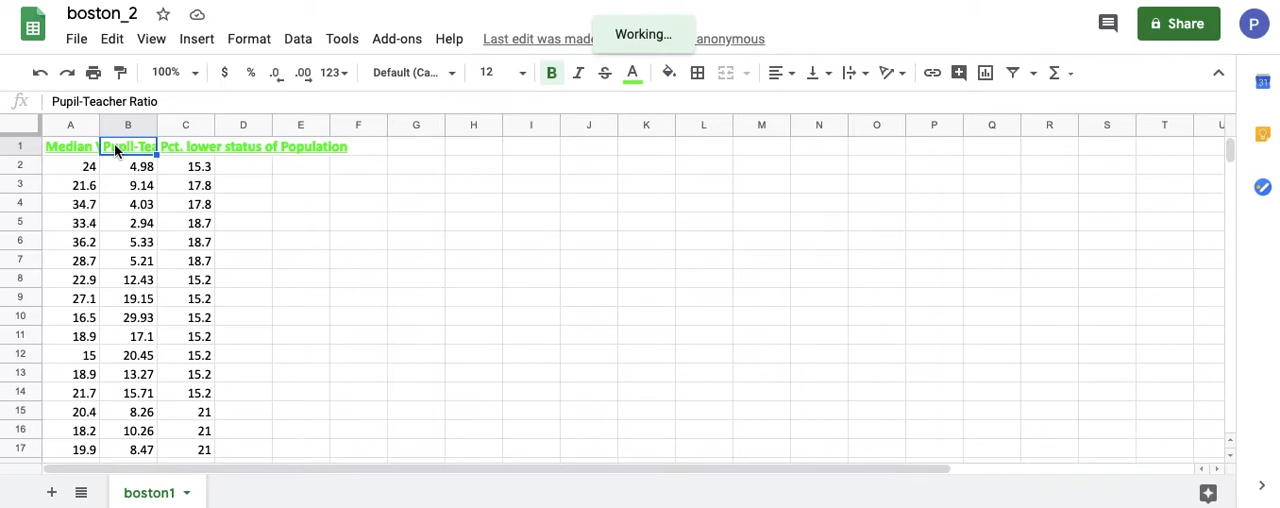 boston_2
File Edit View Insert Format Data Tools Add-ons Help Last edit was made anonymous
Working...
Share
P
100% $ % .0 .00 123 Default (Ca... 12 B I S A Σ
31
fx Pupil-Teacher Ratio
A B C D E F G H I J K L M N O P Q R S T U
1 Median Pupil-Tea Pct. lower status of Population
2 24 4.98 15.3
3 21.6 9.14 17.8
4 34.7 4.03 17.8
5 33.4 2.94 18.7
6 36.2 5.33 18.7
7 28.7 5.21 18.7
8 22.9 12.43 15.2
9 27.1 19.15 15.2
10 16.5 29.93 15.2
11 18.9 17.1 15.2
12 15 20.45 15.2
13 18.9 13.27 15.2
14 21.7 15.71 15.2
15 20.4 8.26 21
16 18.2 10.26 21
17 19.9 8.47 21
boston1